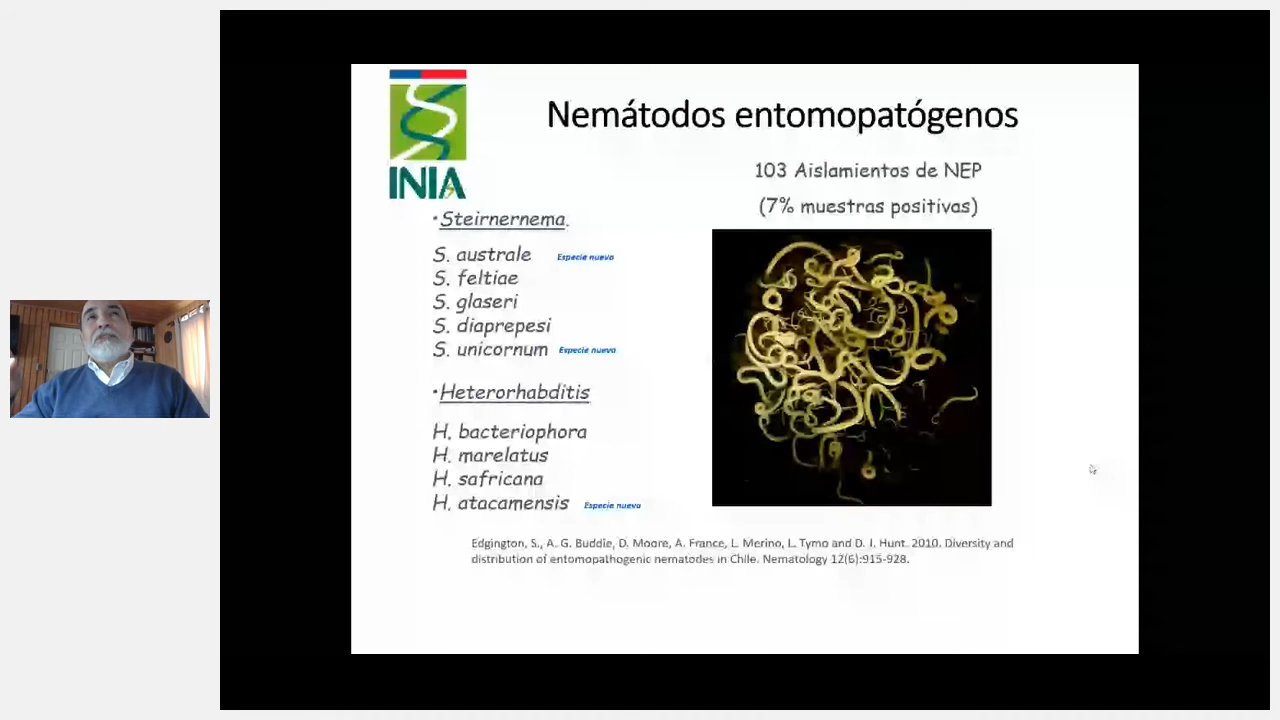 INIA
Nemátodos entomopatógenos
103 Aislamientos de NEP
(7% muestras positivas)
• Steirnernema.
S. australe Especie nueva
S. feltiae
S. glaseri
S. diaprepesi
S. unicornum Especie nueva
• Heterorhabditis
H. bacteriophora
H. marelatus
H. safricana
H. atacamensis Especie nueva
Edgington, S., A. G. Buddie, D. Moore, A. France, L. Merino, L. Tymo and D. J. Hunt. 2010. Diversity and
distribution of entomopathogenic nematodes in Chile. Nematology 12(6):915-928.